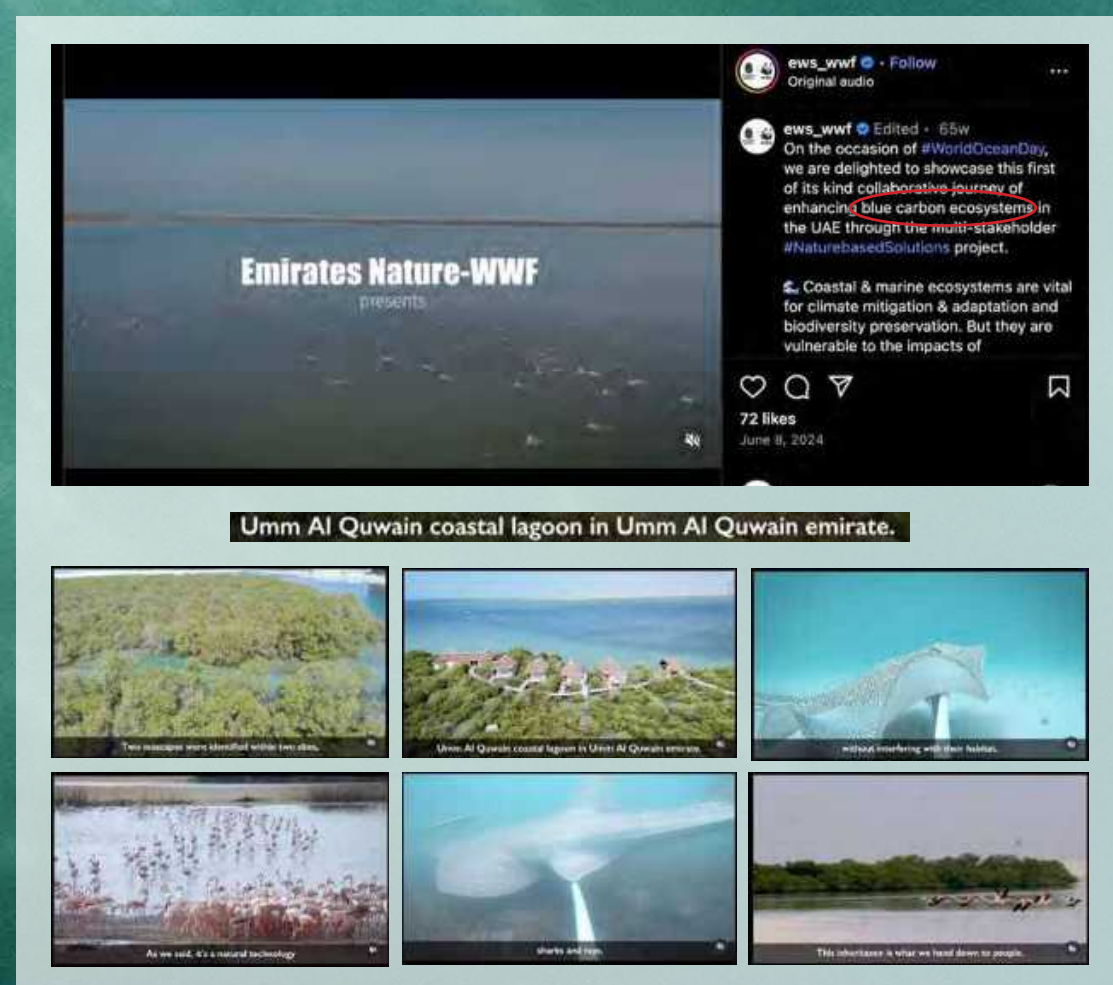 ews_wwf • Follow
Original audio
ews_wwf Edited • 65w
On the occasion of #WorldOceanDay,
we are delighted to showcase this first
of its kind collaborative journey of
enhancing blue carbon ecosystems in
the UAE through the multi-stakeholder
#NaturebasedSolutions project.
🌊 Coastal & marine ecosystems are vital
for climate mitigation & adaptation and
biodiversity preservation. But they are
vulnerable to the impacts of
72 likes
June 8, 2024
Emirates Nature-WWF
presents
Umm Al Quwain coastal lagoon in Umm Al Quwain emirate.
Two seascapes were identified within two sites,
Umm Al Quwain coastal lagoon in Umm Al Quwain emirate.
without interfering with their habitat.
As we said, it's a natural technology
sharks and rays.
This inheritance is what we hand down to people.